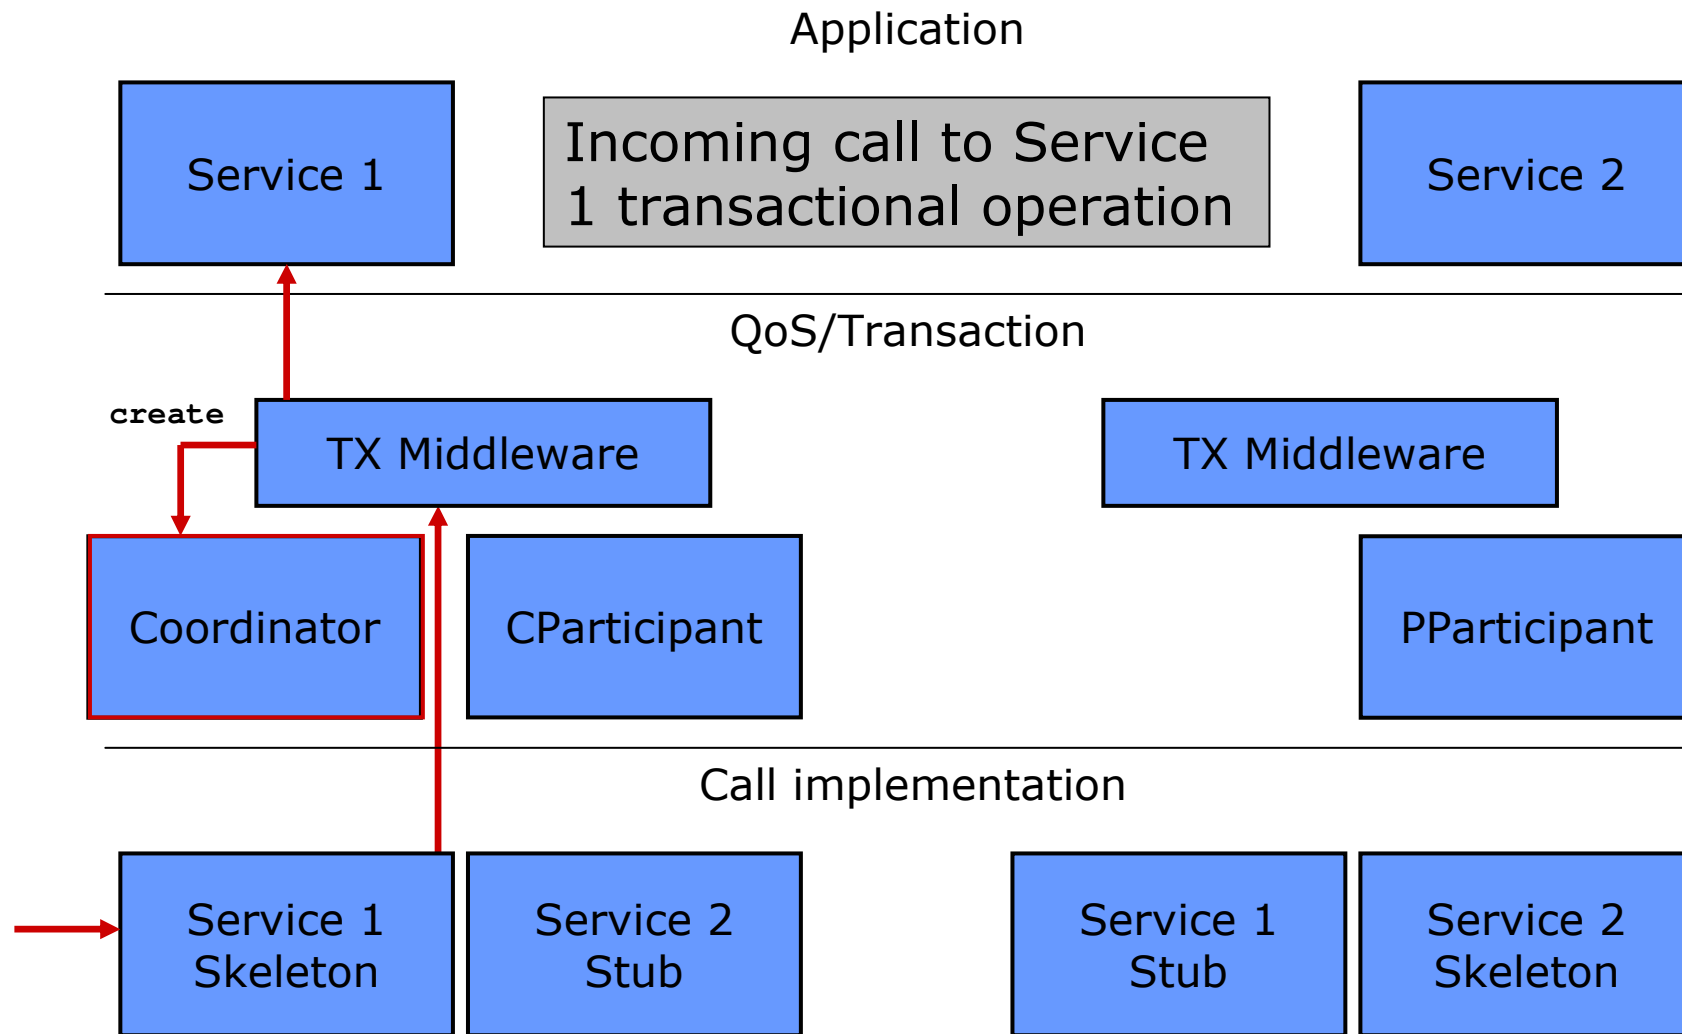 Application
Service 1
Incoming call to Service
1 transactional operation
Service 2
QoS/Transaction
create
TX Middleware
TX Middleware
Coordinator
CParticipant
PParticipant
Call implementation
Service 1
Skeleton
Service 2
Stub
Service 1
Stub
Service 2
Skeleton